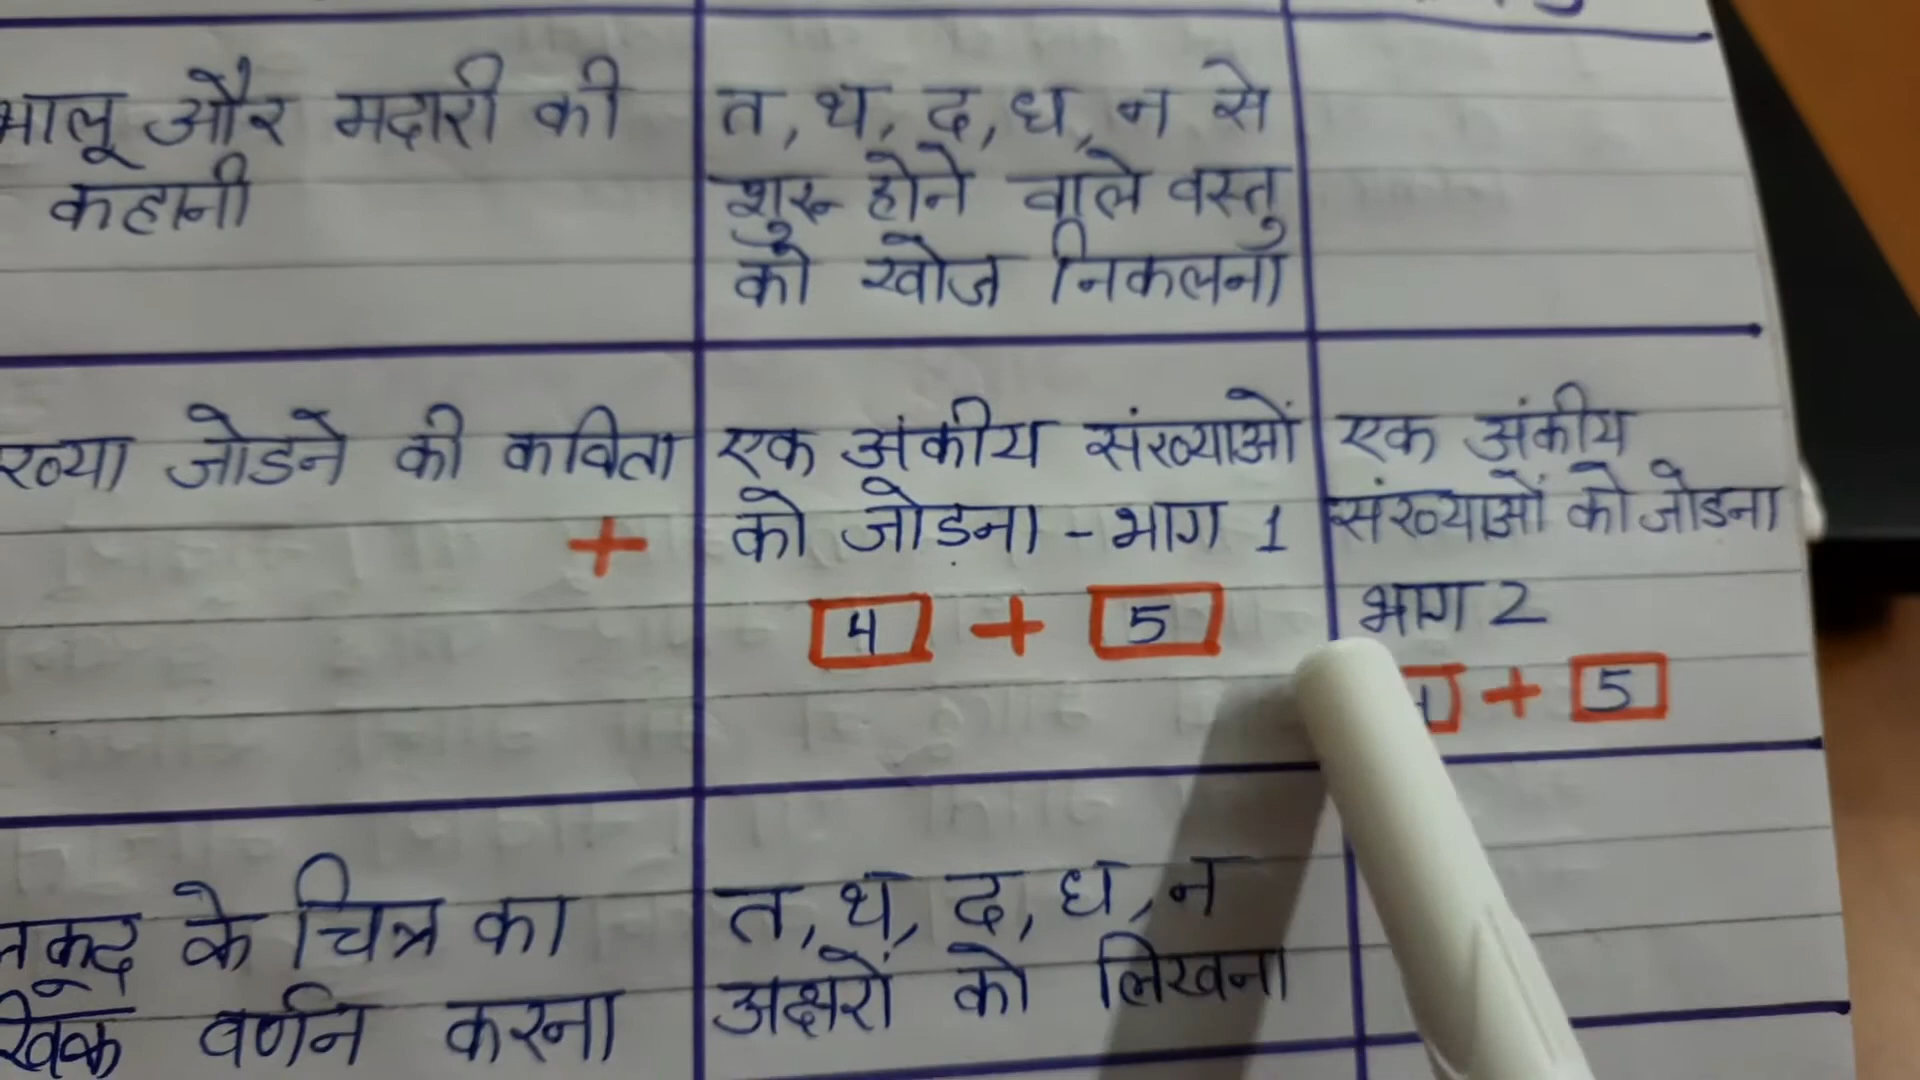 भालू और मदारी की
कहानी
त, थ, द, ध, न से
शुरू होने वाले वस्तु
को खोज निकलना
ख्या जोडने की कविता
+
एक अंकीय संख्याओं
को जोड़ना - भाग 1
4 + 5
एक अंकीय
संख्याओं को जोडना
भाग 2
+ 5
कूद के चित्र का
वर्णन करना
त, थ, द, ध, न
अक्षरों को लिखना